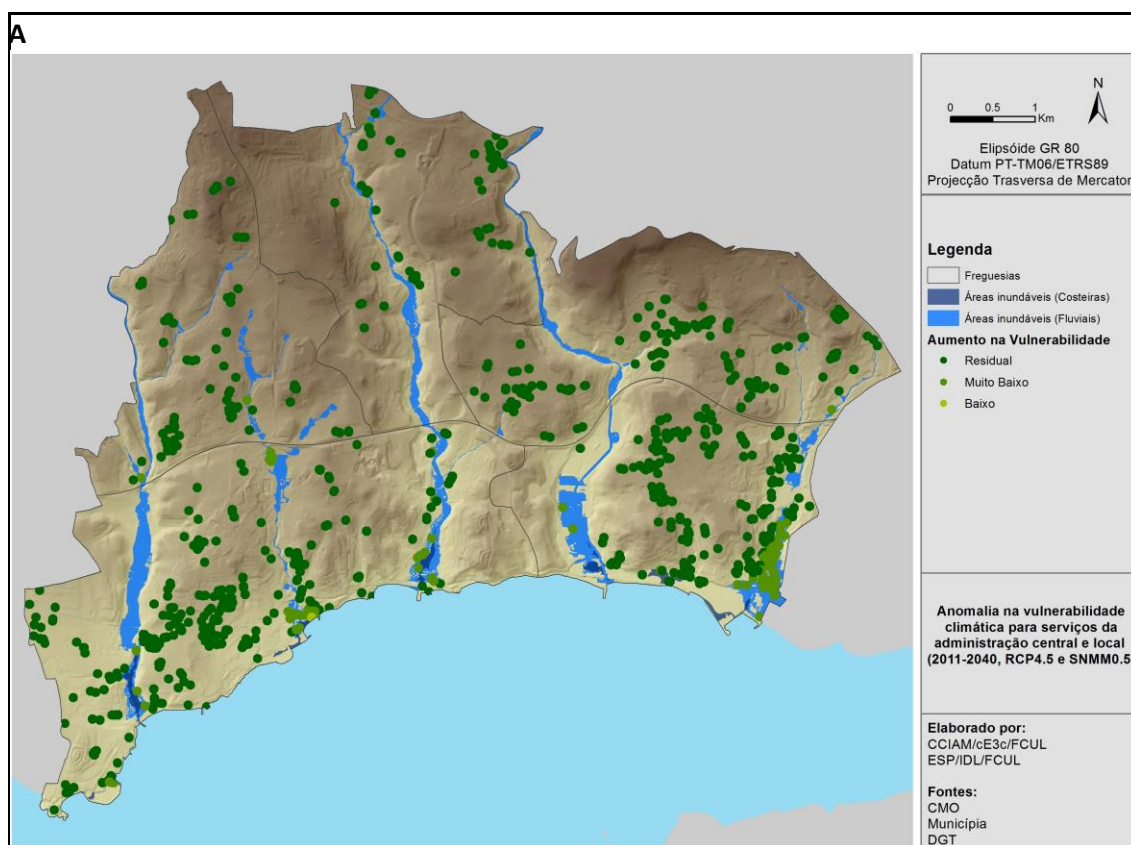 A
N
0 0.5 1
Km
Elipsóide GR 80
Datum PT-TM06/ETRS89
Projecção Trasversa de Mercator
Legenda
Freguesias
Áreas inundáveis (Costeiras)
Áreas inundáveis (Fluviais)
Aumento na Vulnerabilidade
Residual
Muito Baixo
Baixo
Anomalia na vulnerabilidade
climática para serviços da
administração central e local
(2011-2040, RCP4.5 e SNMM0.5
Elaborado por:
CCIAM/cE3c/FCUL
ESP/IDL/FCUL
Fontes:
CMO
Municípia
DGT